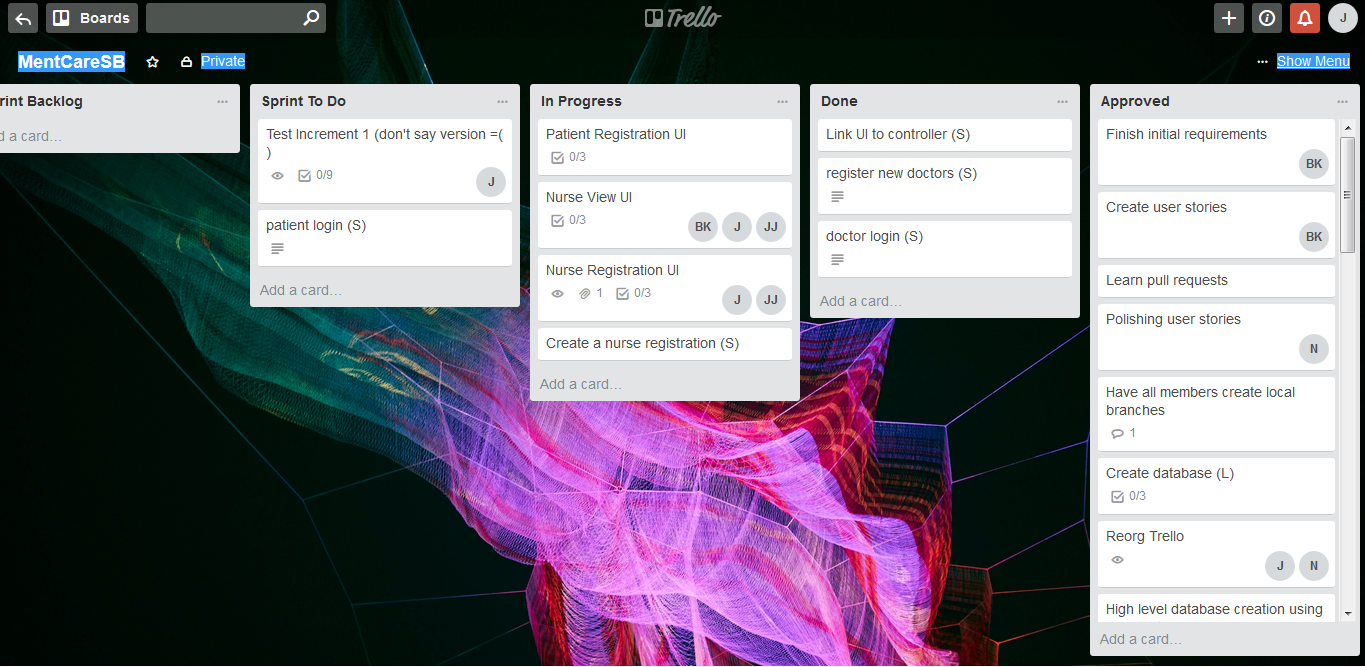 Boards
Trello
J
MentCareSB
Private
... Show Menu
rint Backlog
d a card...
Sprint To Do
Test Increment 1 (don't say version =(
)
0/9
J
patient login (S)
Add a card...
In Progress
Patient Registration UI
0/3
Nurse View UI
0/3
BK J JJ
Nurse Registration UI
1 0/3
J JJ
Create a nurse registration (S)
Add a card...
Done
Link UI to controller (S)
register new doctors (S)
doctor login (S)
Add a card...
Approved
Finish initial requirements
BK
Create user stories
BK
Learn pull requests
Polishing user stories
N
Have all members create local
branches
1
Create database (L)
0/3
Reorg Trello
J N
High level database creation using
Add a card...